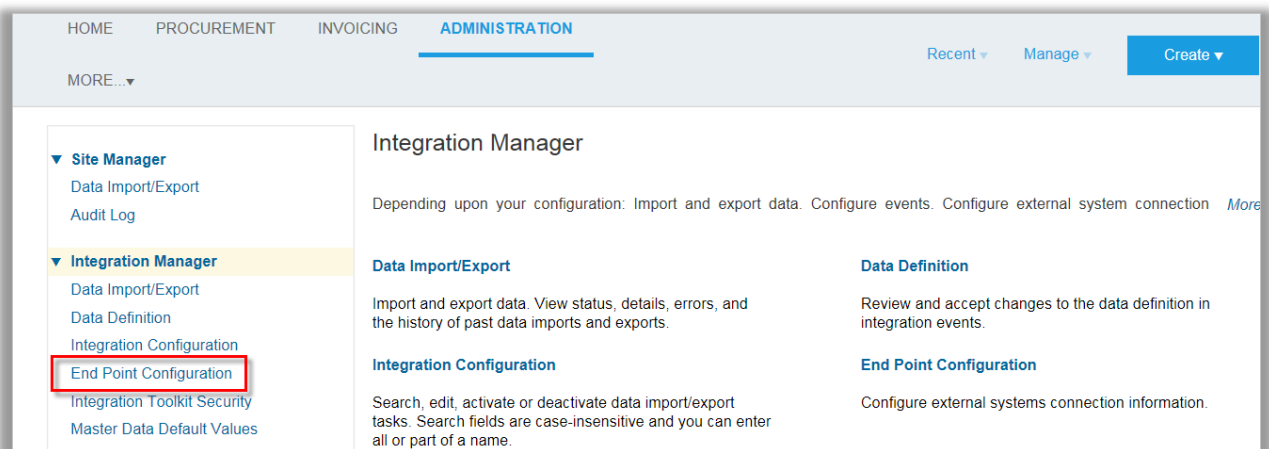 HOME PROCUREMENT INVOICING ADMINISTRATION
Recent Manage Create
MORE...
Site Manager
Data Import/Export
Audit Log
Integration Manager
Data Import/Export
Data Definition
Integration Configuration
End Point Configuration
Integration Toolkit Security
Master Data Default Values
Integration Manager
Depending upon your configuration: Import and export data. Configure events. Configure external system connection More
Data Import/Export
Import and export data. View status, details, errors, and
the history of past data imports and exports.
Data Definition
Review and accept changes to the data definition in
integration events.
Integration Configuration
Search, edit, activate or deactivate data import/export
tasks. Search fields are case-insensitive and you can enter
all or part of a name.
End Point Configuration
Configure external systems connection information.